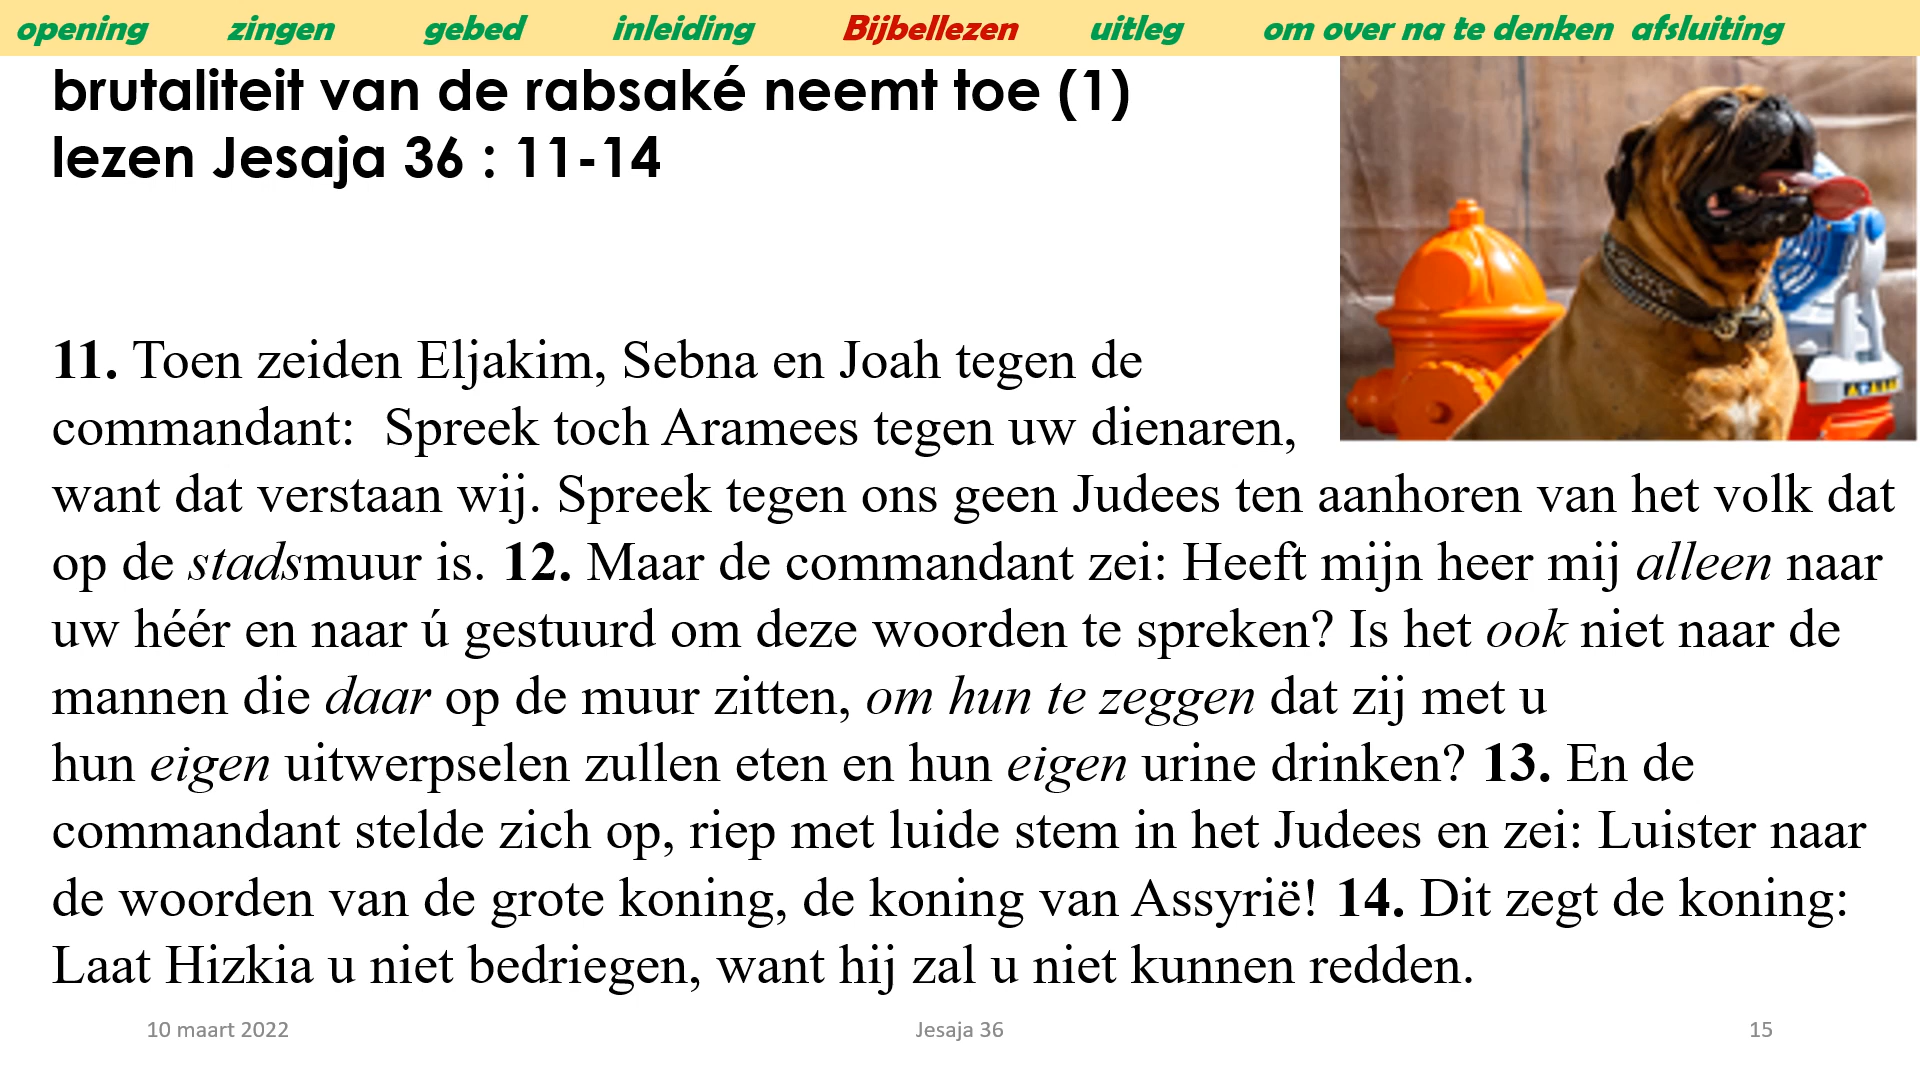 opening zingen gebed inleiding Bijbellezen uitleg om over na te denken afsluiting
brutaliteit van de rabsaké neemt toe (1)
lezen Jesaja 36 : 11-14
11. Toen zeiden Eljakim, Sebna en Joah tegen de
commandant:  Spreek toch Aramees tegen uw dienaren,
want dat verstaan wij. Spreek tegen ons geen Judees ten aanhoren van het volk dat
op de stadsmuur is. 12. Maar de commandant zei: Heeft mijn heer mij alleen naar
uw héér en naar ú gestuurd om deze woorden te spreken? Is het ook niet naar de
mannen die daar op de muur zitten, om hun te zeggen dat zij met u
hun eigen uitwerpselen zullen eten en hun eigen urine drinken? 13. En de
commandant stelde zich op, riep met luide stem in het Judees en zei: Luister naar
de woorden van de grote koning, de koning van Assyrië! 14. Dit zegt de koning:
Laat Hizkia u niet bedriegen, want hij zal u niet kunnen redden.
10 maart 2022 Jesaja 36 15